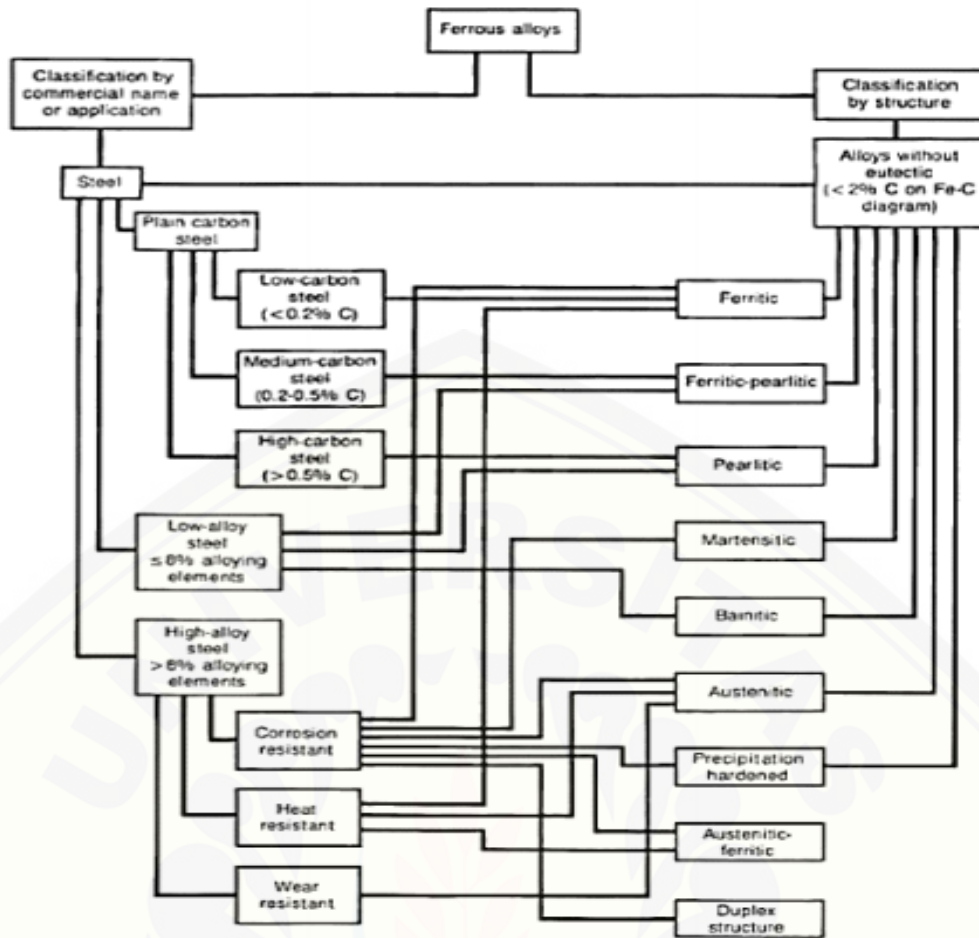 Ferrous alloys
Classification by
commercial name
or application
Classification
by structure
Steel
Alloys without
eutectic
(<2% C on Fe-C
diagram)
Plain carbon
steel
Low-carbon
steel
(<0.2% C)
Ferritic
Medium-carbon
steel
(0.2-0.5% C)
Ferritic-pearlitic
High-carbon
steel
(>0.5% C)
Pearlitic
Low-alloy
steel
≤8% alloying
elements
Martensitic
Bainitic
High-alloy
steel
>8% alloying
elements
Austenitic
Corrosion
resistant
Precipitation
hardened
Heat
resistant
Austenitic-
ferritic
Wear
resistant
Duplex
structure
UNIVERSITAS